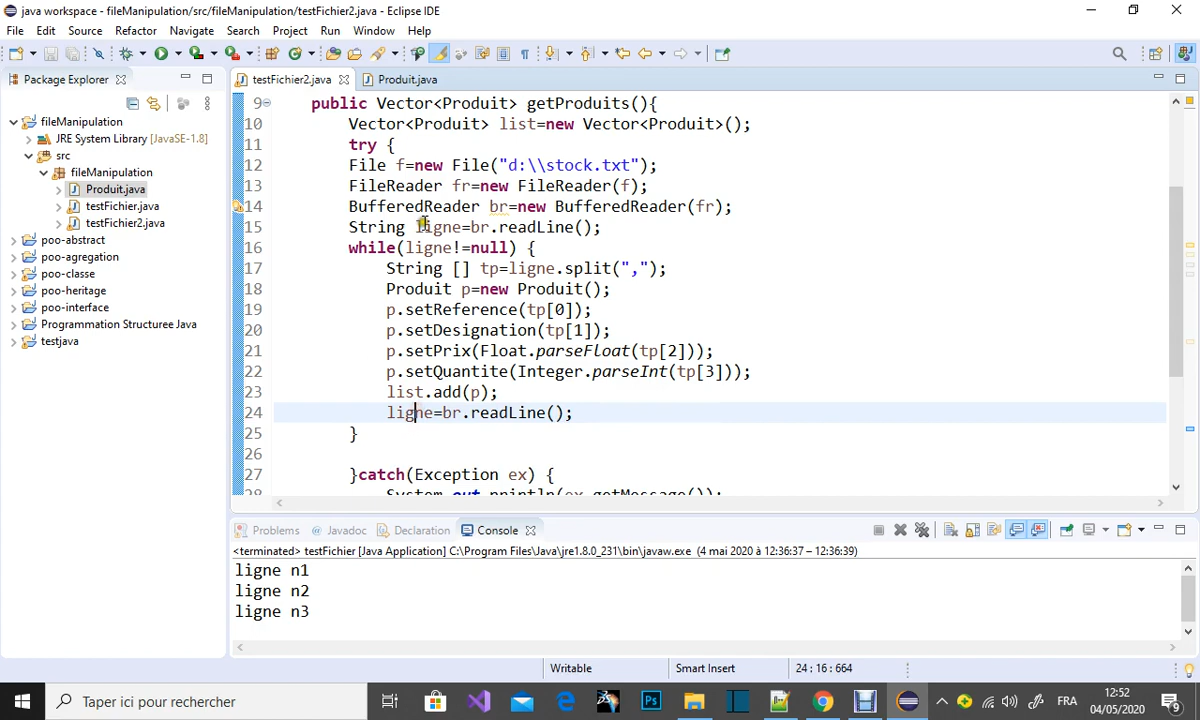 java workspace - fileManipulation/src/fileManipulation/testFichier2.java - Eclipse IDE
File Edit Source Refactor Navigate Search Project Run Window Help
Package Explorer
testFichier2.java Produit.java
fileManipulation
JRE System Library [JavaSE-1.8]
src
fileManipulation
Produit.java
testFichier.java
testFichier2.java
poo-abstract
poo-agregation
poo-classe
poo-heritage
poo-interface
Programmation Structuree Java
testjava
9 public Vector<Produit> getProduits(){
10 Vector<Produit> list=new Vector<Produit>();
11 try {
12 File f=new File("d:\\stock.txt");
13 FileReader fr=new FileReader(f);
14 BufferedReader br=new BufferedReader(fr);
15 String ligne=br.readLine();
16 while(ligne!=null) {
17 String [] tp=ligne.split(",");
18 Produit p=new Produit();
19 p.setReference(tp[0]);
20 p.setDesignation(tp[1]);
21 p.setPrix(Float.parseFloat(tp[2]));
22 p.setQuantite(Integer.parseInt(tp[3]));
23 list.add(p);
24 ligne=br.readLine();
25 }
26
27 }catch(Exception ex) {
28 System.out.println(ex.getMessage());
Problems Javadoc Declaration Console
<terminated> testFichier [Java Application] C:\Program Files\Java\jre1.8.0_231\bin\javaw.exe (4 mai 2020 à 12:36:37 – 12:36:39)
ligne n1
ligne n2
ligne n3
Writable Smart Insert 24 : 16 : 664
Taper ici pour rechercher
Ps
FRA
12:52
04/05/2020
9